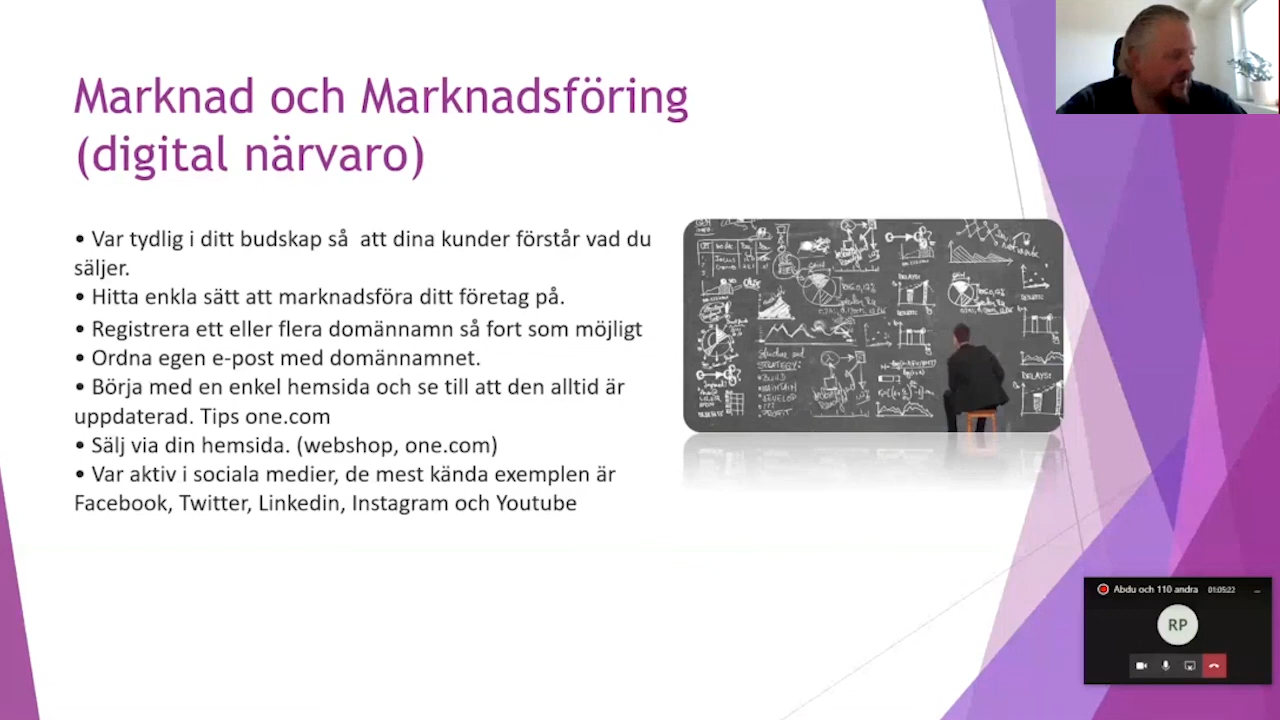 Marknad och Marknadsföring
(digital närvaro)
• Var tydlig i ditt budskap så  att dina kunder förstår vad du
säljer.
• Hitta enkla sätt att marknadsföra ditt företag på.
• Registrera ett eller flera domännamn så fort som möjligt
• Ordna egen e-post med domännamnet.
• Börja med en enkel hemsida och se till att den alltid är
uppdaterad. Tips one.com
• Sälj via din hemsida. (webshop, one.com)
• Var aktiv i sociala medier, de mest kända exemplen är
Facebook, Twitter, Linkedin, Instagram och Youtube
Structure and
STRATEGY:
PROFIT
Abdu och 110 andra 01:05:22
RP